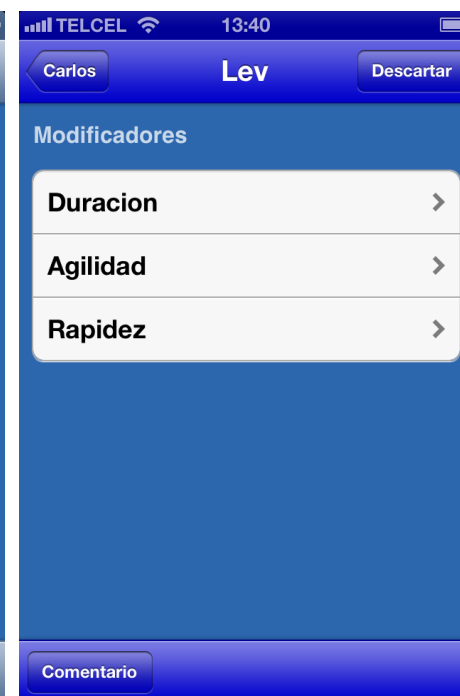 TELCEL 13:40
Carlos Lev Descartar
Modificadores
Duracion
Agilidad
Rapidez
Comentario